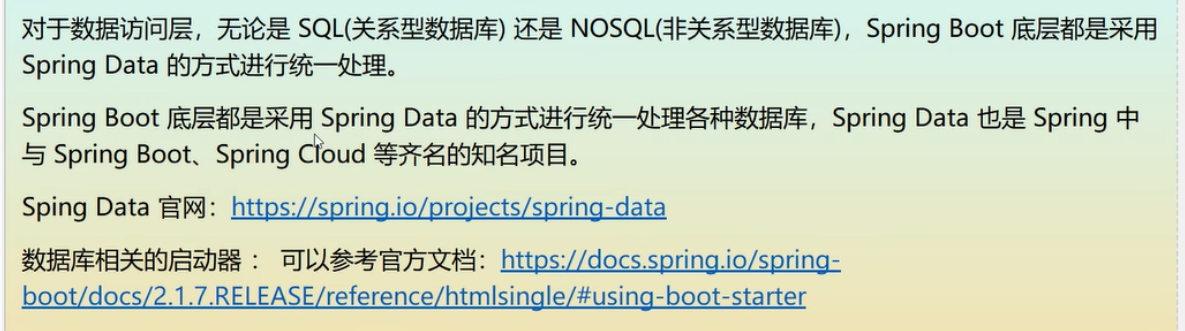 对于数据访问层，无论是 SQL(关系型数据库) 还是 NOSQL(非关系型数据库)，Spring Boot 底层都是采用
Spring Data 的方式进行统一处理。
Spring Boot 底层都是采用 Spring Data 的方式进行统一处理各种数据库，Spring Data 也是 Spring 中
与 Spring Boot、Spring Cloud 等齐名的知名项目。
Sping Data 官网：https://spring.io/projects/spring-data
数据库相关的启动器 ： 可以参考官方文档：https://docs.spring.io/spring-
boot/docs/2.1.7.RELEASE/reference/htmlsingle/#using-boot-starter